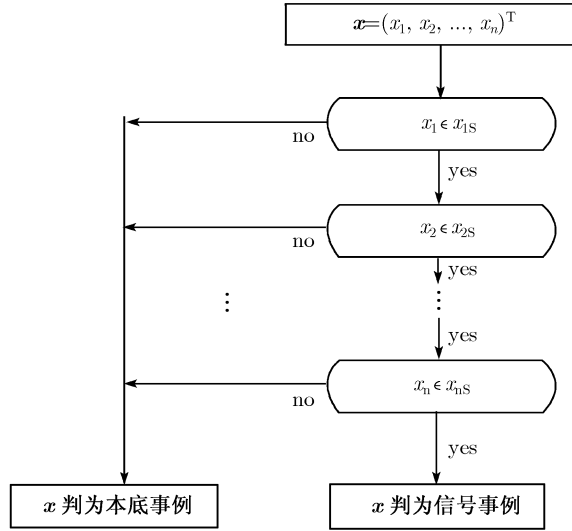 x=(x₁, x₂, ..., xₙ)ᵀ
x₁ ϵ x₁S
no
yes
x₂ ϵ x₂S
no
yes
⋮
⋮
yes
xₙ ϵ xₙS
no
yes
x 判为本底事例
x 判为信号事例